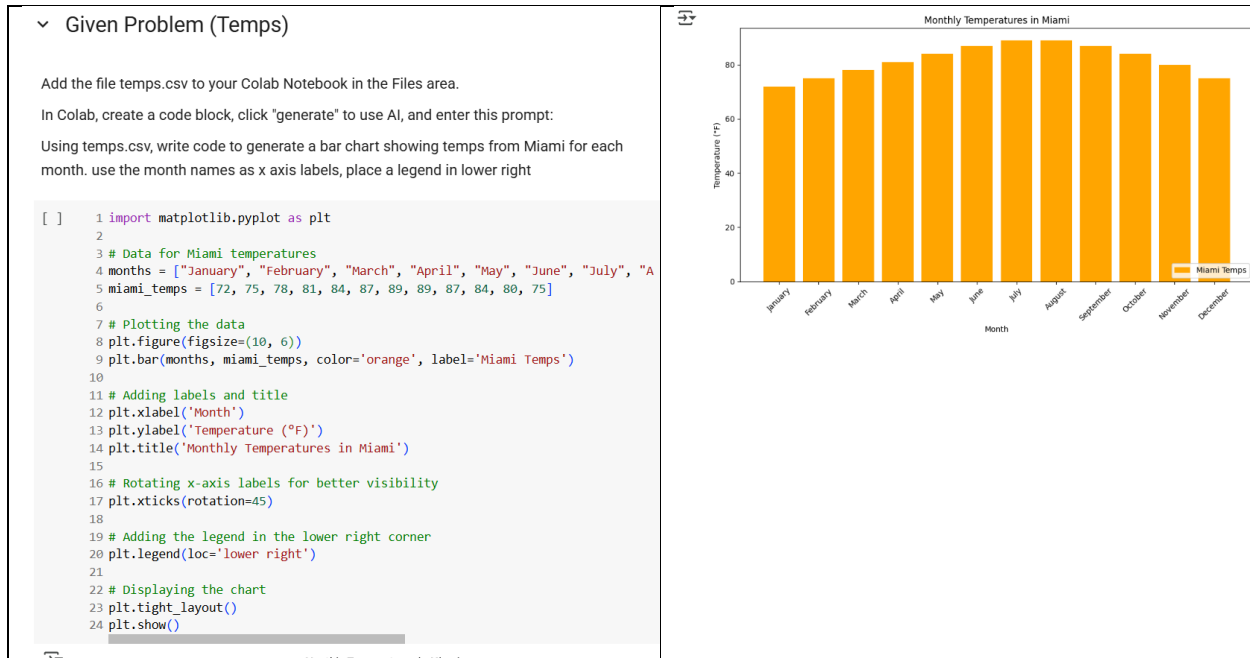 Given Problem (Temps)
Add the file temps.csv to your Colab Notebook in the Files area.
In Colab, create a code block, click "generate" to use AI, and enter this prompt:
Using temps.csv, write code to generate a bar chart showing temps from Miami for each
month. use the month names as x axis labels, place a legend in lower right
[ ]
1 import matplotlib.pyplot as plt
2
3 # Data for Miami temperatures
4 months = ["January", "February", "March", "April", "May", "June", "July", "A
5 miami_temps = [72, 75, 78, 81, 84, 87, 89, 89, 87, 84, 80, 75]
6
7 # Plotting the data
8 plt.figure(figsize=(10, 6))
9 plt.bar(months, miami_temps, color='orange', label='Miami Temps')
10
11 # Adding labels and title
12 plt.xlabel('Month')
13 plt.ylabel('Temperature (°F)')
14 plt.title('Monthly Temperatures in Miami')
15
16 # Rotating x-axis labels for better visibility
17 plt.xticks(rotation=45)
18
19 # Adding the legend in the lower right corner
20 plt.legend(loc='lower right')
21
22 # Displaying the chart
23 plt.tight_layout()
24 plt.show()
Monthly Temperatures in Miami
Temperature (°F)
80
60
40
20
0
Miami Temps
January
February
March
April
May
June
July
August
September
October
November
December
Month